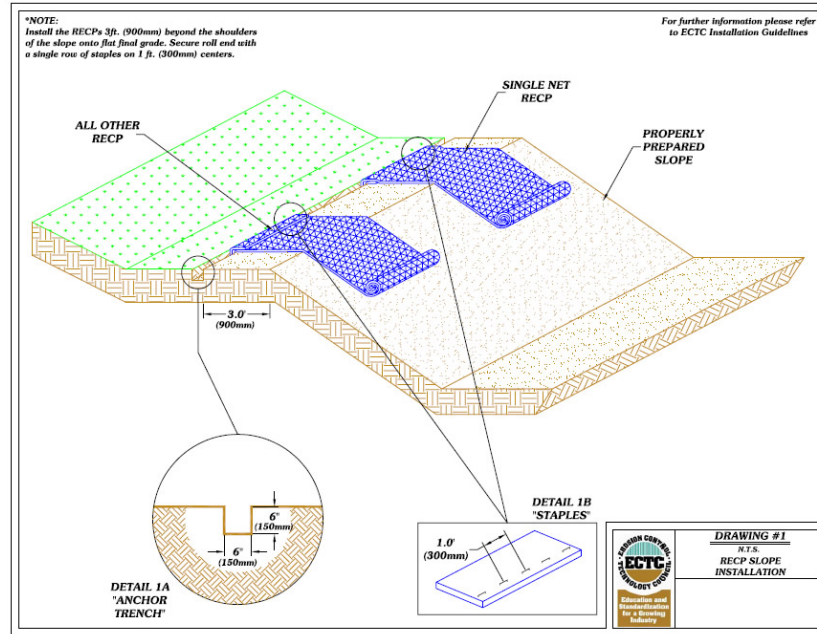 *NOTE:
Install the RECPs 3ft. (900mm) beyond the shoulders
of the slope onto flat final grade. Secure roll end with
a single row of staples on 1 ft. (300mm) centers.
For further information please refer
to ECTC Installation Guidelines
SINGLE NET
RECP
ALL OTHER
RECP
PROPERLY
PREPARED
SLOPE
3.0'
(900mm)
6"
(150mm)
6"
(150mm)
DETAIL 1A
"ANCHOR
TRENCH"
DETAIL 1B
"STAPLES"
1.0'
(300mm)
EROSION CONTROL
ECTC
TECHNOLOGY COUNCIL
Education and
Standardization
for a Growing
Industry
DRAWING #1
N.T.S.
RECP SLOPE
INSTALLATION